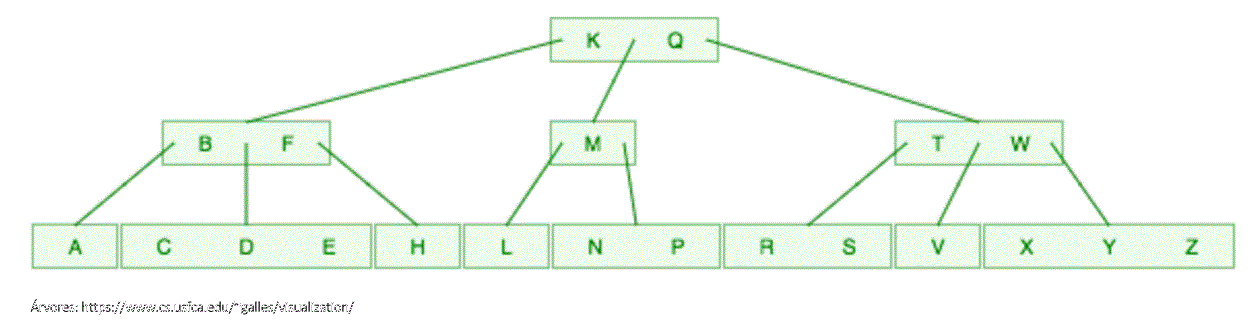 K Q
B F M T W
A C D E H L N P R S V X Y Z
Árvores: https://www.cs.usfca.edu/~galles/visualization/